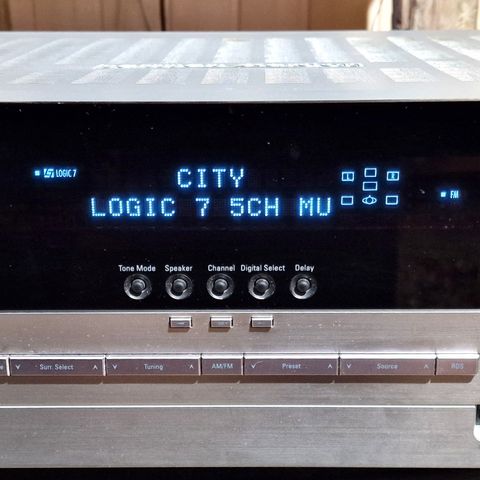 LOGIC 7
CITY
LOGIC 7 5CH MU
FM
Tone Mode Speaker Channel Digital Select Delay
Surr. Select Tuning AM/FM Preset Source RDS